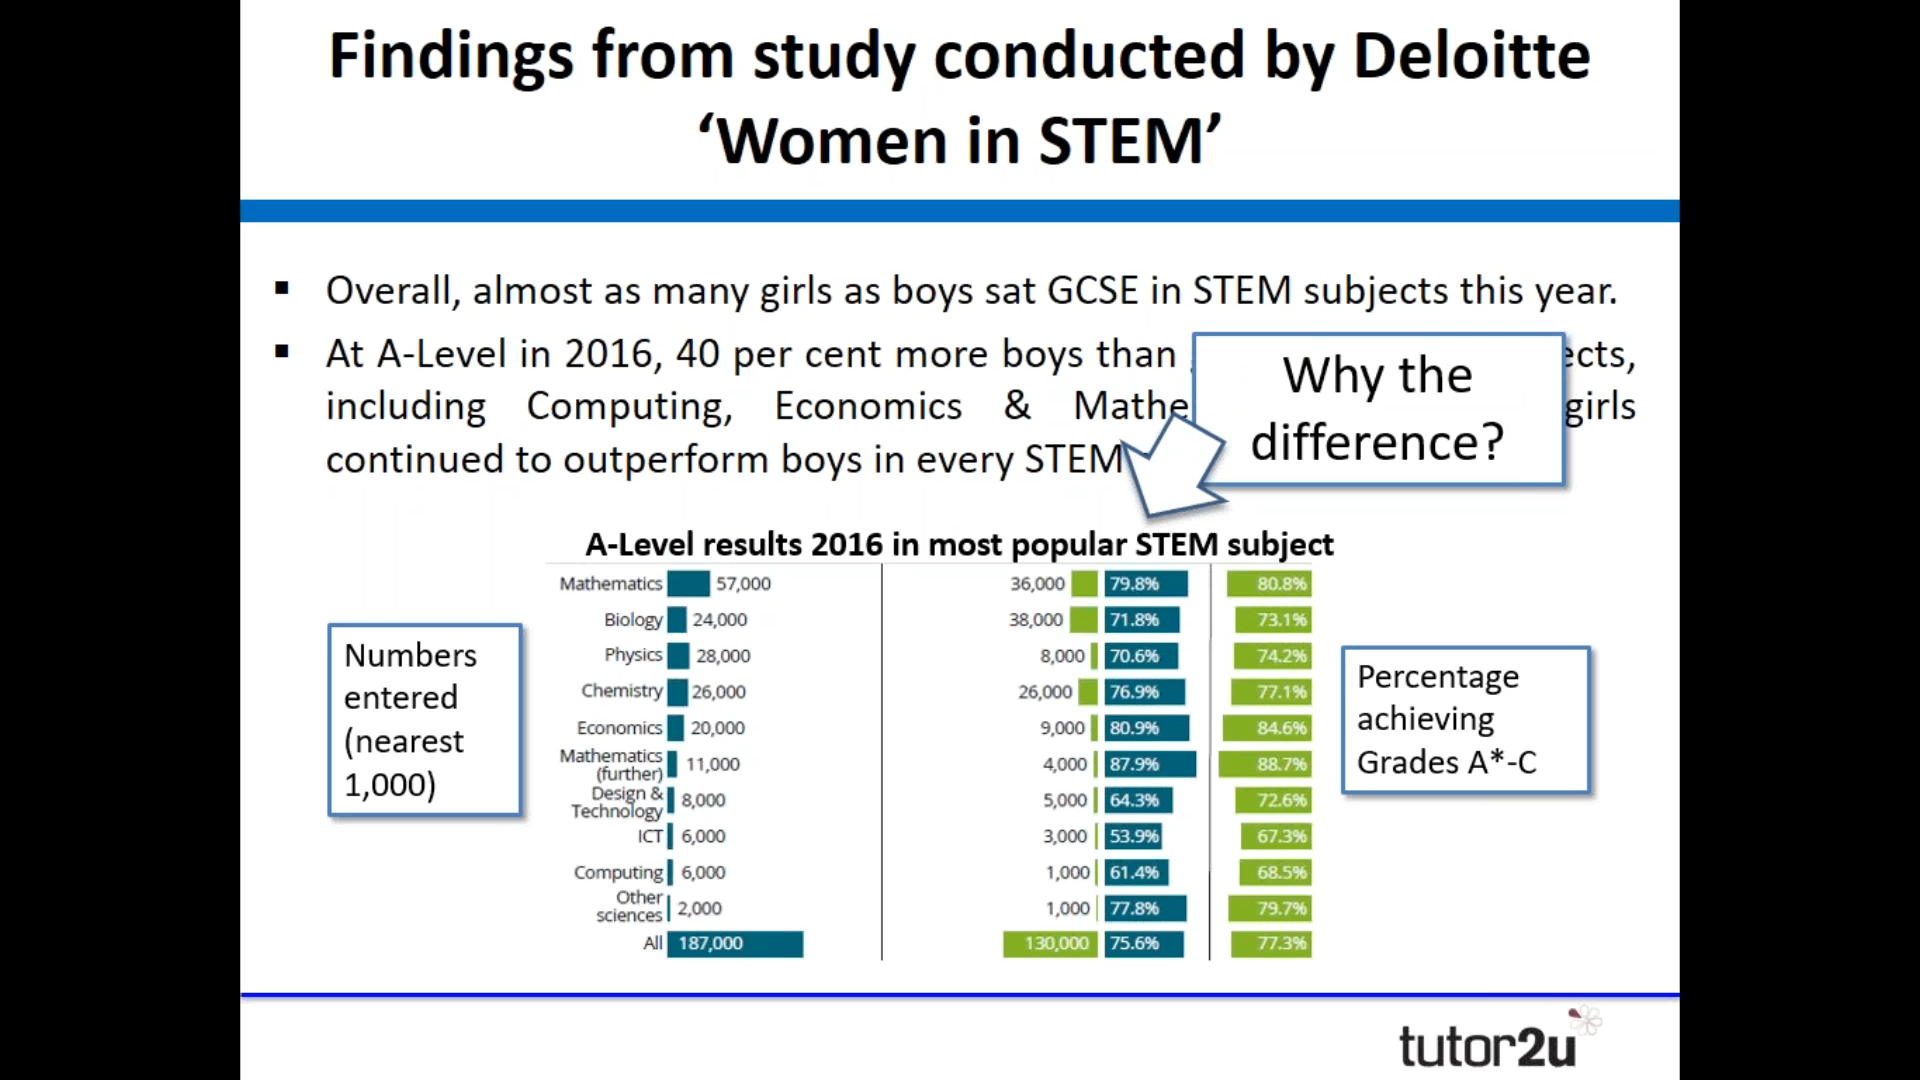 Findings from study conducted by Deloitte
‘Women in STEM’
▪ Overall, almost as many girls as boys sat GCSE in STEM subjects this year.
▪ At A-Level in 2016, 40 per cent more boys than
including Computing, Economics & Mathe girls
continued to outperform boys in every STEM
Why the
difference?
A-Level results 2016 in most popular STEM subject
Numbers
entered
(nearest
1,000)
Mathematics 57,000 36,000 79.8% 80.8%
Biology 24,000 38,000 71.8% 73.1%
Physics 28,000 8,000 70.6% 74.2%
Chemistry 26,000 26,000 76.9% 77.1%
Economics 20,000 9,000 80.9% 84.6%
Mathematics
(further) 11,000 4,000 87.9% 88.7%
Design &
Technology 8,000 5,000 64.3% 72.6%
ICT 6,000 3,000 53.9% 67.3%
Computing 6,000 1,000 61.4% 68.5%
Other
sciences 2,000 1,000 77.8% 79.7%
All 187,000 130,000 75.6% 77.3%
Percentage
achieving
Grades A*-C
tutor2u